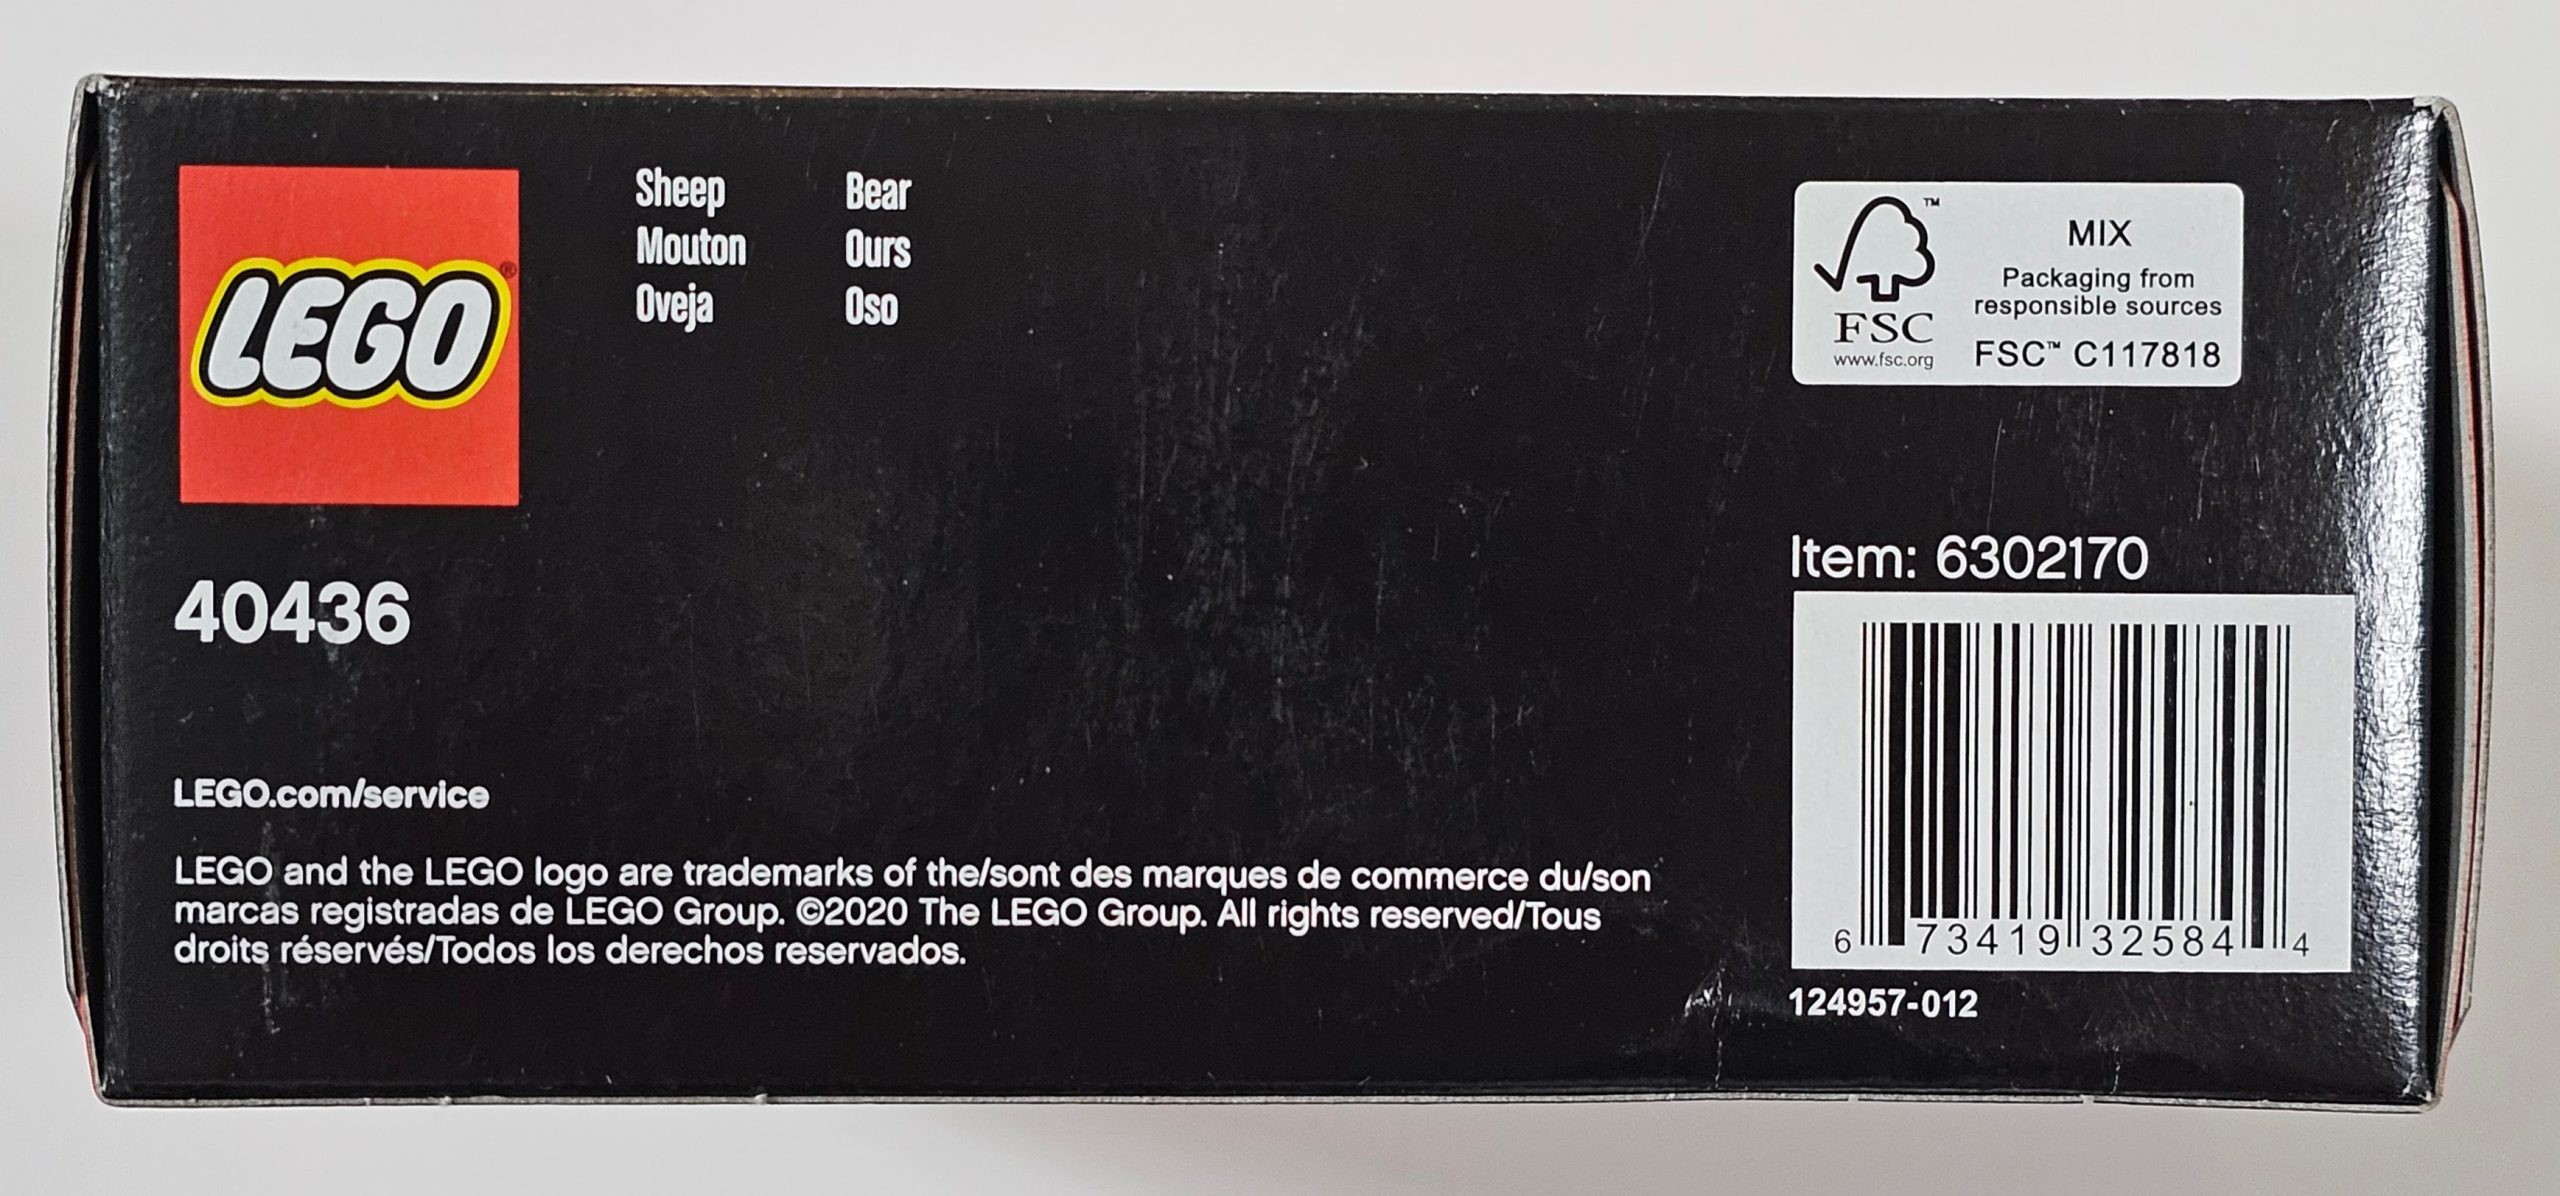 LEGO®
Sheep
Mouton
Oveja
Bear
Ours
Oso
40436
LEGO.com/service
LEGO and the LEGO logo are trademarks of the/sont des marques de commerce du/son
marcas registradas de LEGO Group. ©2020 The LEGO Group. All rights reserved/Tous
droits réservés/Todos los derechos reservados.
™
FSC
www.fsc.org
MIX
Packaging from
responsible sources
FSC™ C117818
Item: 6302170
6 73419 32584 4
124957-012